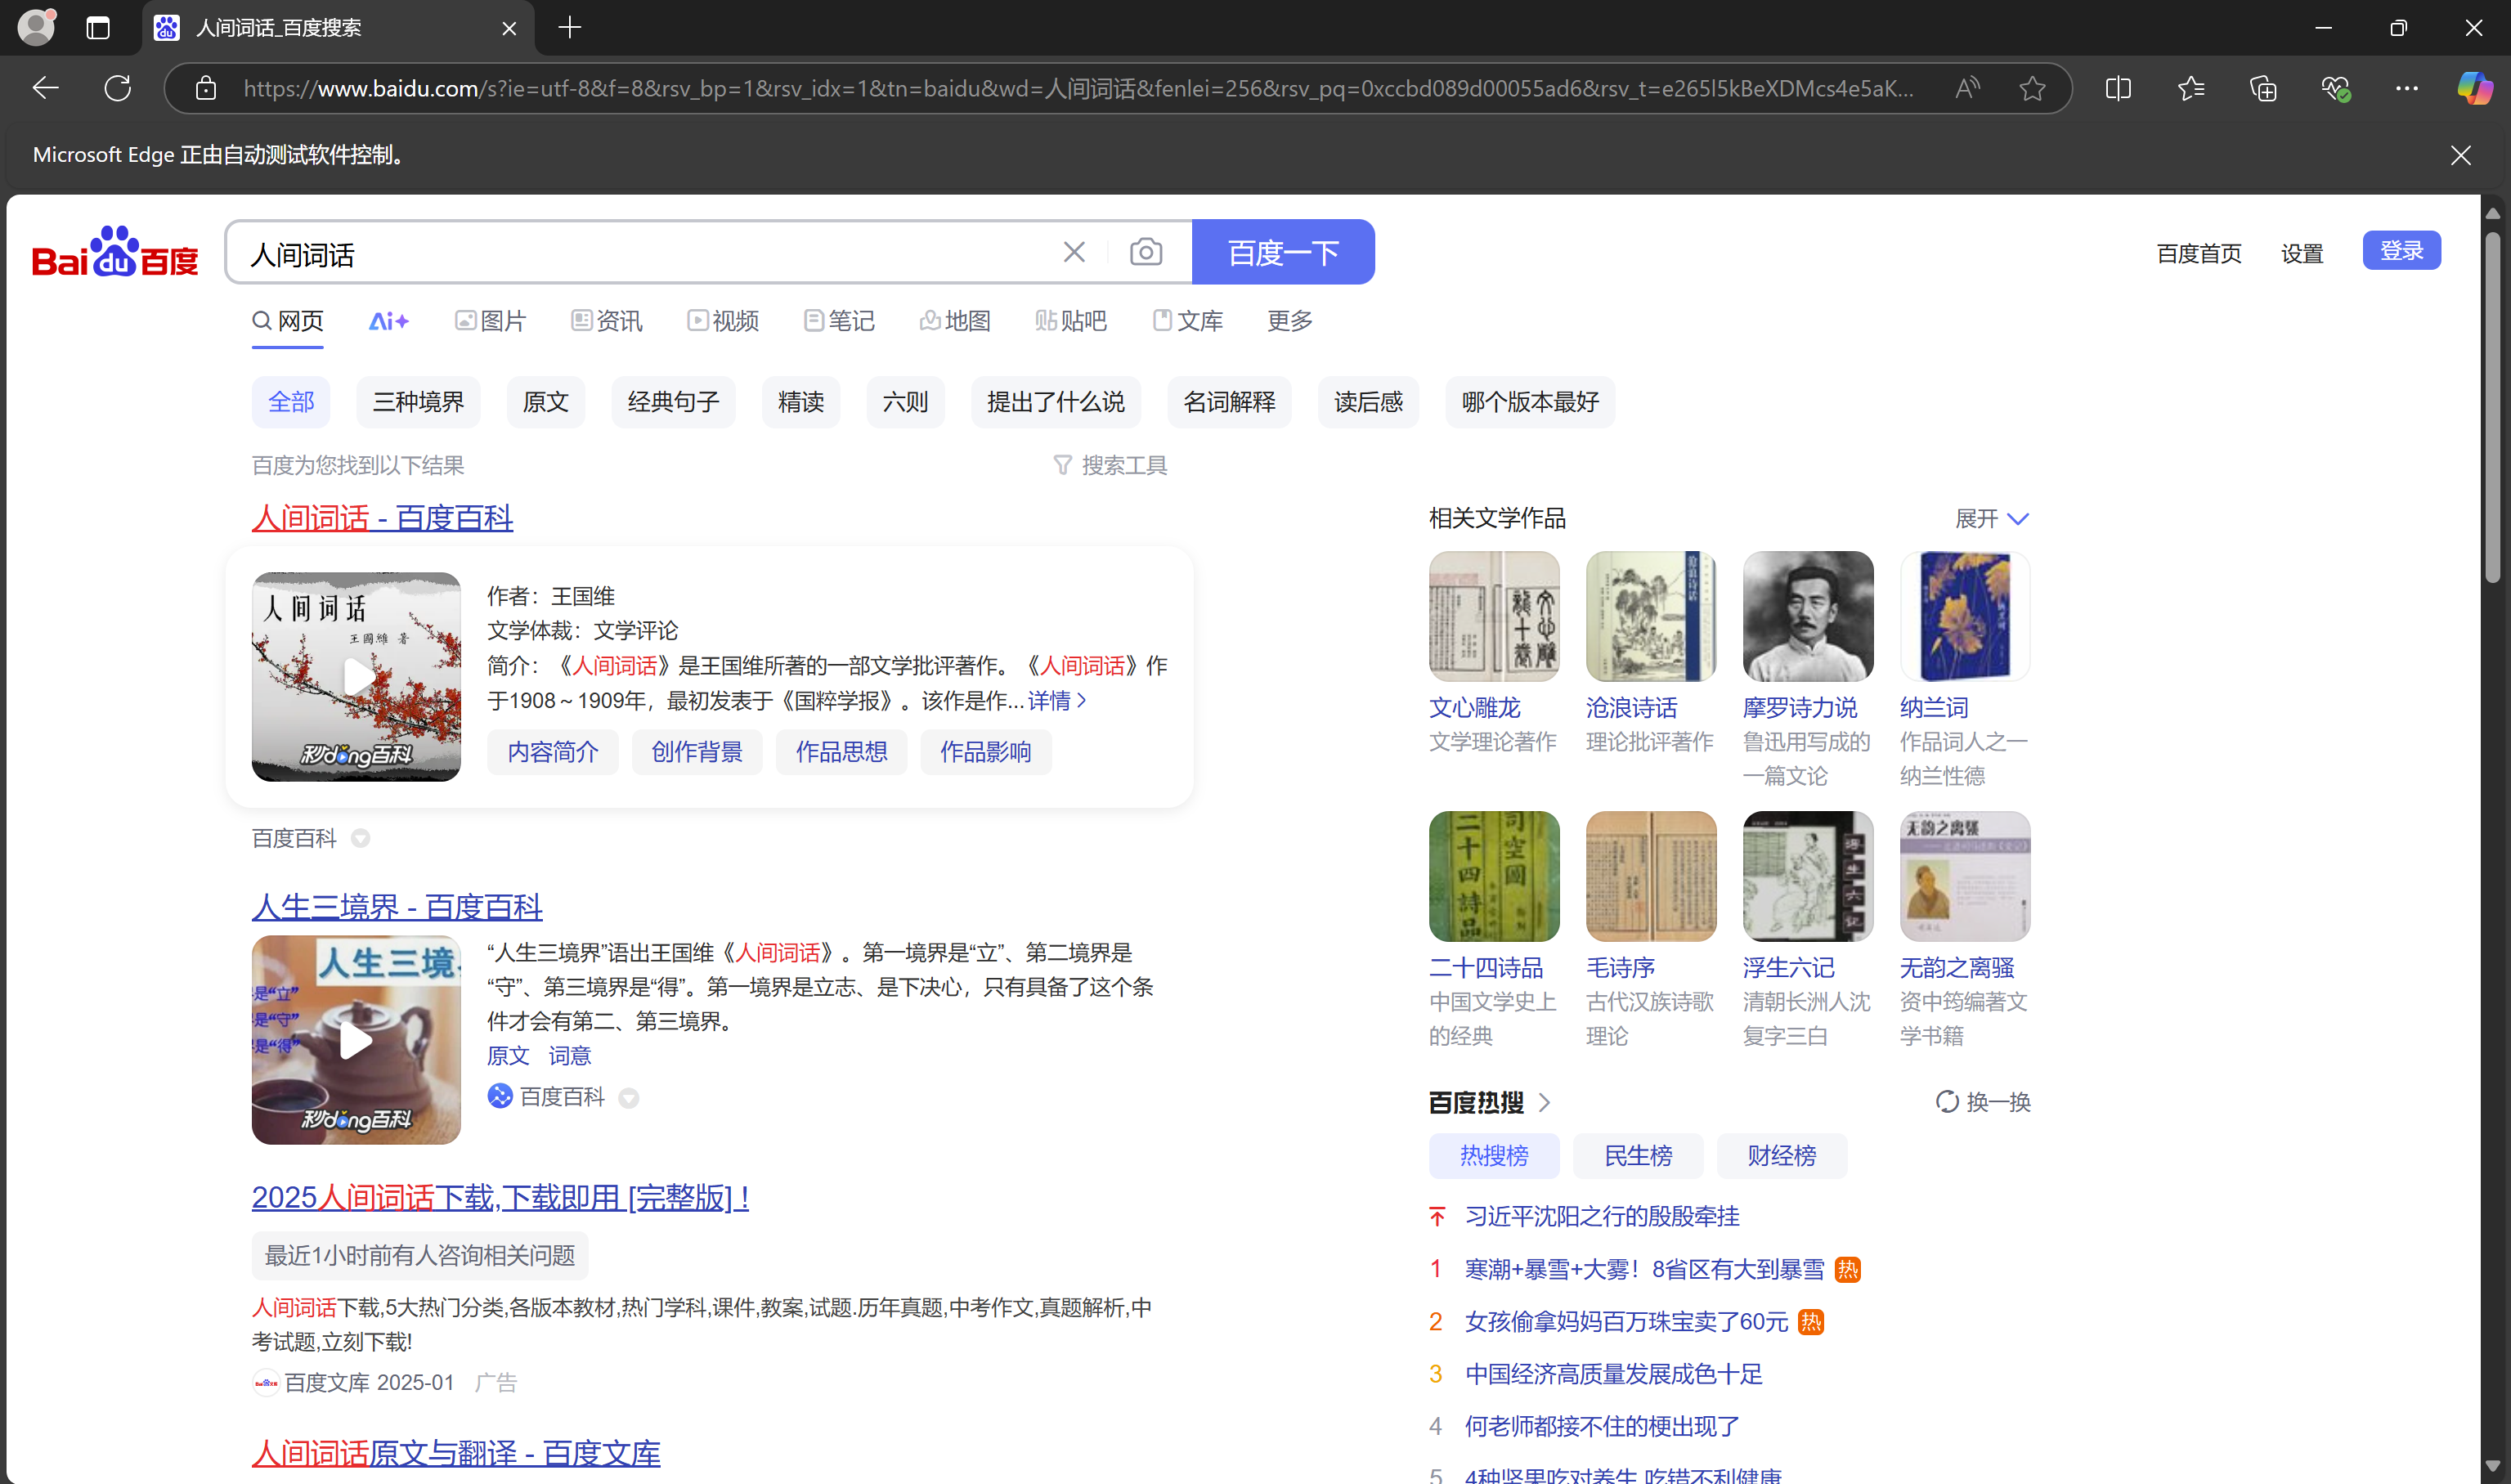 人间词话_百度搜索
https://www.baidu.com/s?ie=utf-8&f=8&rsv_bp=1&rsv_idx=1&tn=baidu&wd=人间词话&fenlei=256&rsv_pq=0xccbd089d00055ad6&rsv_t=e265l5kBeXDMcs4e5aK...
Microsoft Edge 正由自动测试软件控制。
Bai du 百度
人间词话
百度一下
百度首页 设置 登录
网页 Ai 图片 资讯 视频 笔记 地图 贴吧 文库 更多
全部 三种境界 原文 经典句子 精读 六则 提出了什么说 名词解释 读后感 哪个版本最好
百度为您找到以下结果 搜索工具
人间词话 - 百度百科
人间词话
王國維 著
秒dong百科
作者：王国维
文学体裁：文学评论
简介：《人间词话》是王国维所著的一部文学批评著作。《人间词话》作
于1908～1909年，最初发表于《国粹学报》。该作是作...详情
内容简介 创作背景 作品思想 作品影响
百度百科
人生三境界 - 百度百科
人生三境
是“立”
是“守”
是“得”
秒dong百科
“人生三境界”语出王国维《人间词话》。第一境界是“立”、第二境界是
“守”、第三境界是“得”。第一境界是立志、是下决心，只有具备了这个条
件才会有第二、第三境界。
原文 词意
百度百科
2025人间词话下载,下载即用 [完整版] !
最近1小时前有人咨询相关问题
人间词话下载,5大热门分类,各版本教材,热门学科,课件,教案,试题.历年真题,中考作文,真题解析,中
考试题,立刻下载!
百度文库 2025-01 广告
人间词话原文与翻译 - 百度文库
相关文学作品 展开
文心雕龙
文学理论著作
沧浪诗话
理论批评著作
摩罗诗力说
鲁迅用写成的
一篇文论
纳兰词
作品词人之一
纳兰性德
司空圖
二十四詩品
浮生六记
无韵之离骚
二十四诗品
中国文学史上
的经典
毛诗序
古代汉族诗歌
理论
浮生六记
清朝长洲人沈
复字三白
无韵之离骚
资中筠编著文
学书籍
百度热搜 换一换
热搜榜 民生榜 财经榜
习近平沈阳之行的殷殷牵挂
1 寒潮+暴雪+大雾！8省区有大到暴雪 热
2 女孩偷拿妈妈百万珠宝卖了60元 热
3 中国经济高质量发展成色十足
4 何老师都接不住的梗出现了
5 4种坚果吃对养生 吃错不利健康